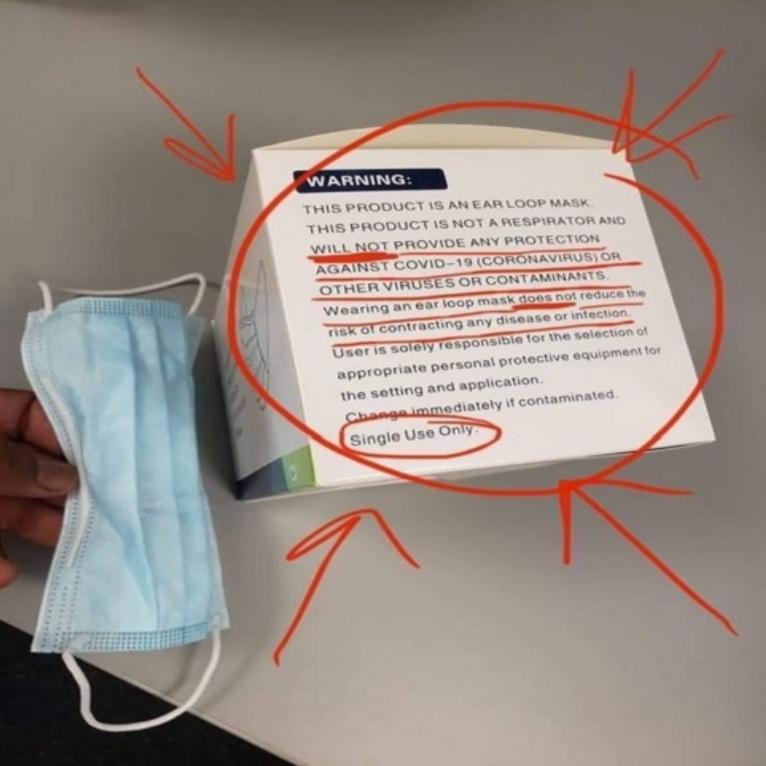 WARNING:
THIS PRODUCT IS AN EAR LOOP MASK.
THIS PRODUCT IS NOT A RESPIRATOR AND
WILL NOT PROVIDE ANY PROTECTION
AGAINST COVID-19 (CORONAVIRUS) OR
OTHER VIRUSES OR CONTAMINANTS.
Wearing an ear loop mask does not reduce the
risk of contracting any disease or infection.
User is solely responsible for the selection of
appropriate personal protective equipment for
the setting and application.
Change immediately if contaminated.
Single Use Only.